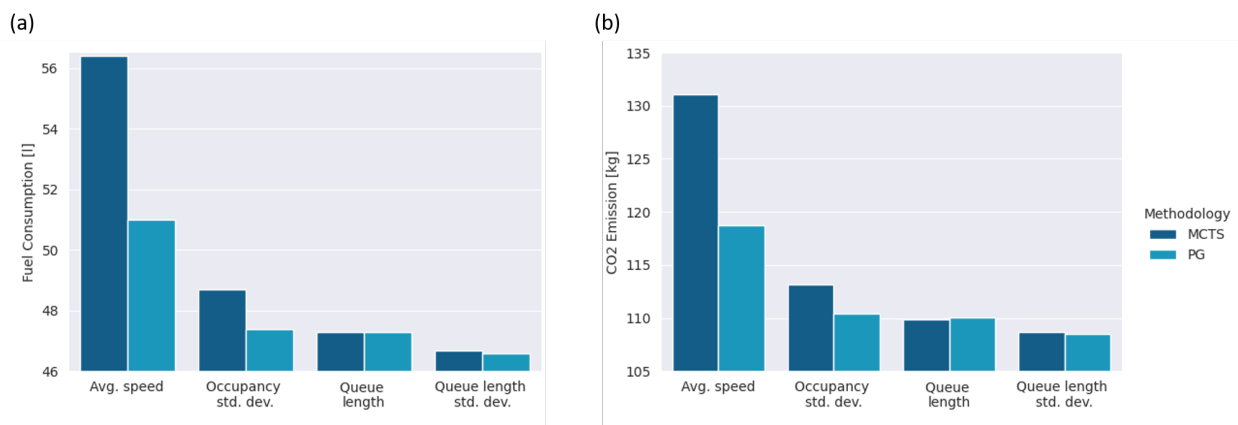 (a)
Fuel Consumption [l]
56
54
52
50
48
46
Avg. speed
Occupancy
std. dev.
Queue
length
Queue length
std. dev.
(b)
CO2 Emission [kg]
135
130
125
120
115
110
105
Avg. speed
Occupancy
std. dev.
Queue
length
Queue length
std. dev.
Methodology
MCTS
PG